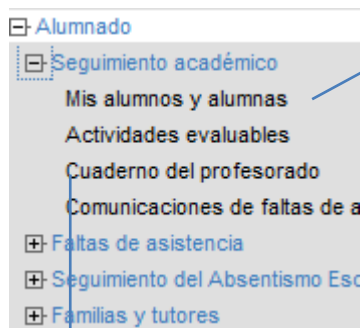 Alumnado
Seguimiento académico
Mis alumnos y alumnas
Actividades evaluables
Cuaderno del profesorado
Comunicaciones de faltas de a
Faltas de asistencia
Seguimiento del Absentismo Esc
Familias y tutores